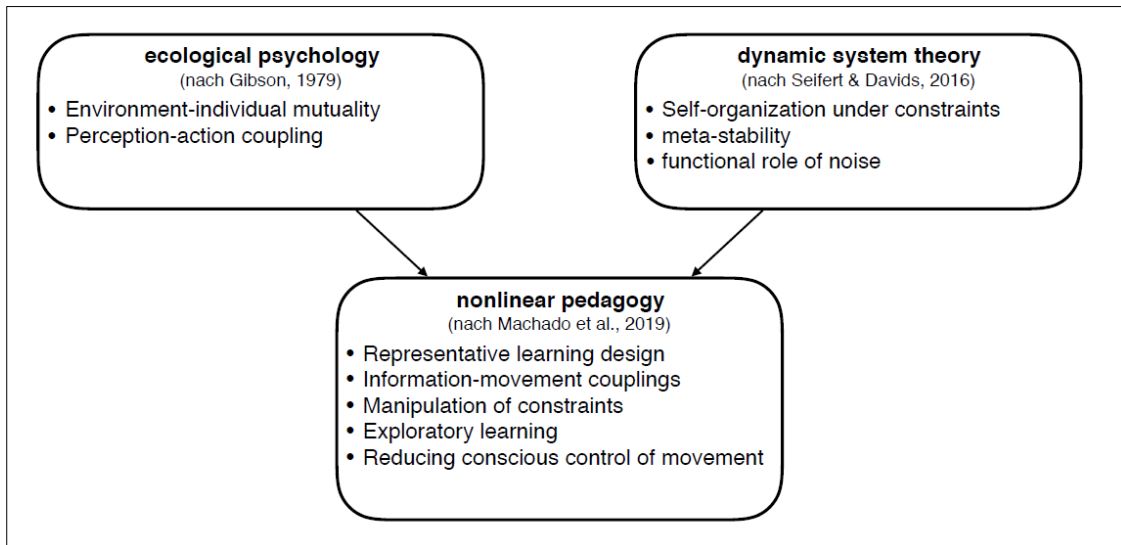 ecological psychology
(nach Gibson, 1979)
• Environment-individual mutuality
• Perception-action coupling
dynamic system theory
(nach Seifert & Davids, 2016)
• Self-organization under constraints
• meta-stability
• functional role of noise
nonlinear pedagogy
(nach Machado et al., 2019)
• Representative learning design
• Information-movement couplings
• Manipulation of constraints
• Exploratory learning
• Reducing conscious control of movement